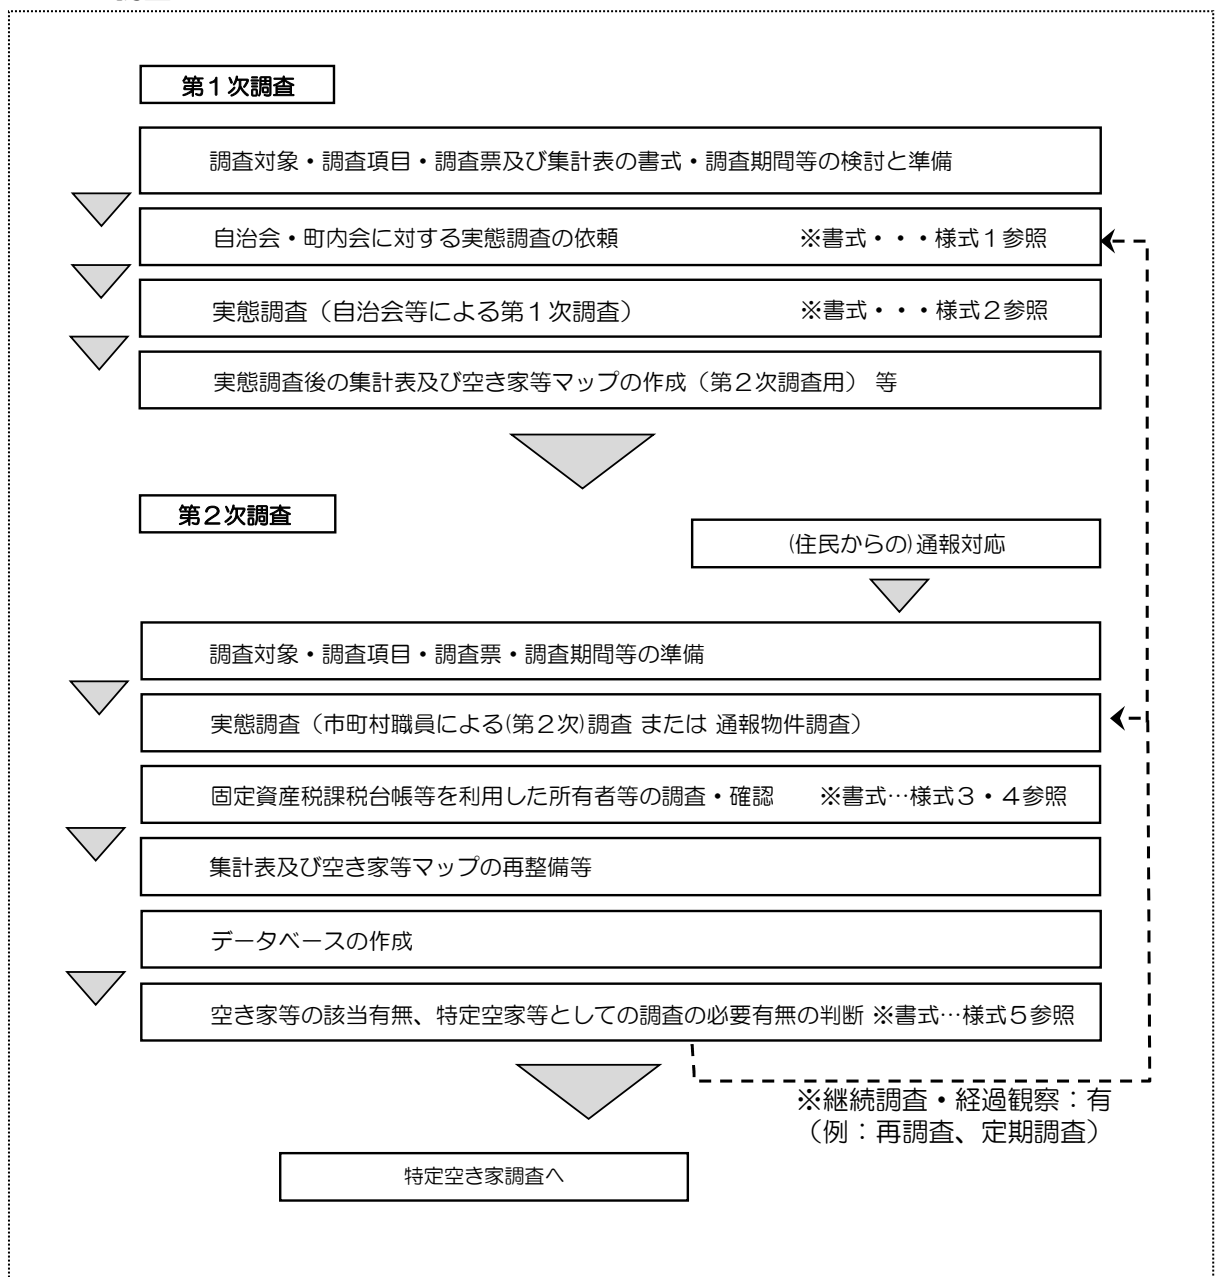 第1次調査
調査対象・調査項目・調査票及び集計表の書式・調査期間等の検討と準備
自治会・町内会に対する実態調査の依頼 ※書式・・・様式1参照
実態調査(自治会等による第1次調査) ※書式・・・様式2参照
実態調査後の集計表及び空き家等マップの作成(第2次調査用) 等
第2次調査
(住民からの)通報対応
調査対象・調査項目・調査票・調査期間等の準備
実態調査(市町村職員による(第2次)調査 または 通報物件調査)
固定資産税課税台帳等を利用した所有者等の調査・確認 ※書式…様式3・4参照
集計表及び空き家等マップの再整備等
データベースの作成
空き家等の該当有無、特定空家等としての調査の必要有無の判断 ※書式…様式5参照
※継続調査・経過観察:有
(例:再調査、定期調査)
特定空き家調査へ